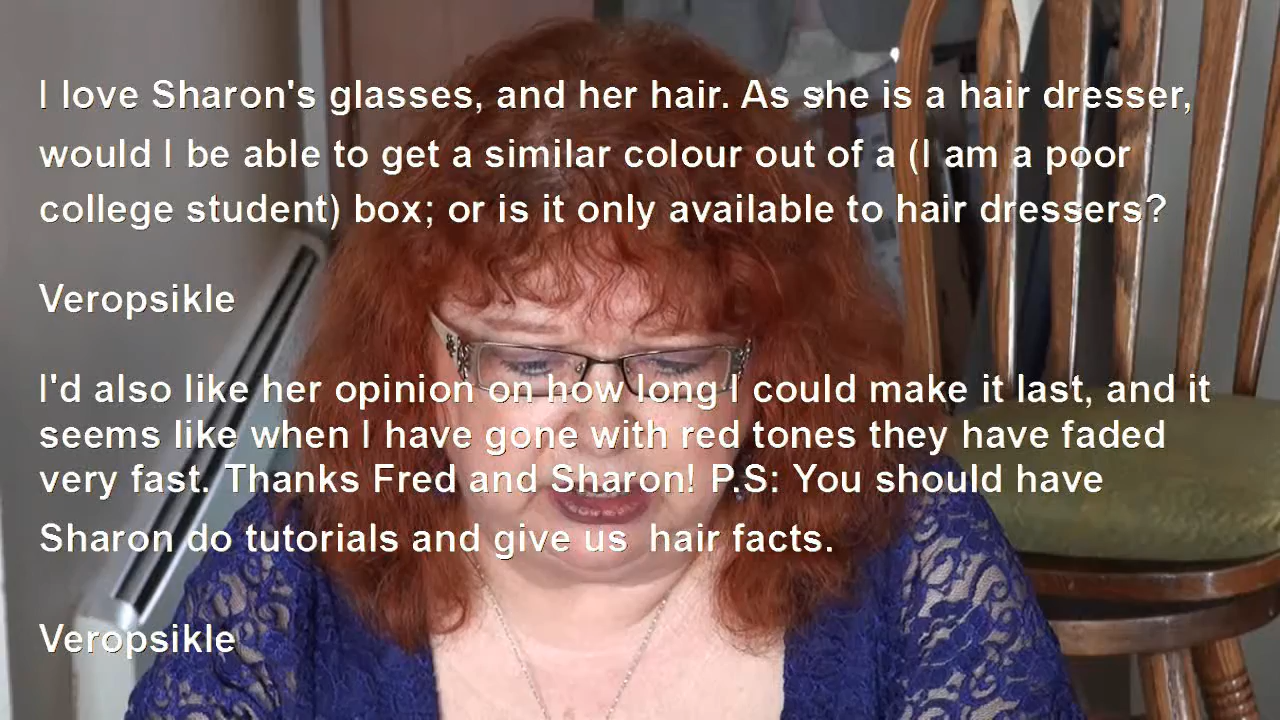 I love Sharon's glasses, and her hair. As she is a hair dresser,
would I be able to get a similar colour out of a (I am a poor
college student) box; or is it only available to hair dressers?
Veropsikle
I'd also like her opinion on how long I could make it last, and it
seems like when I have gone with red tones they have faded
very fast. Thanks Fred and Sharon! P.S: You should have
Sharon do tutorials and give us  hair facts.
Veropsikle